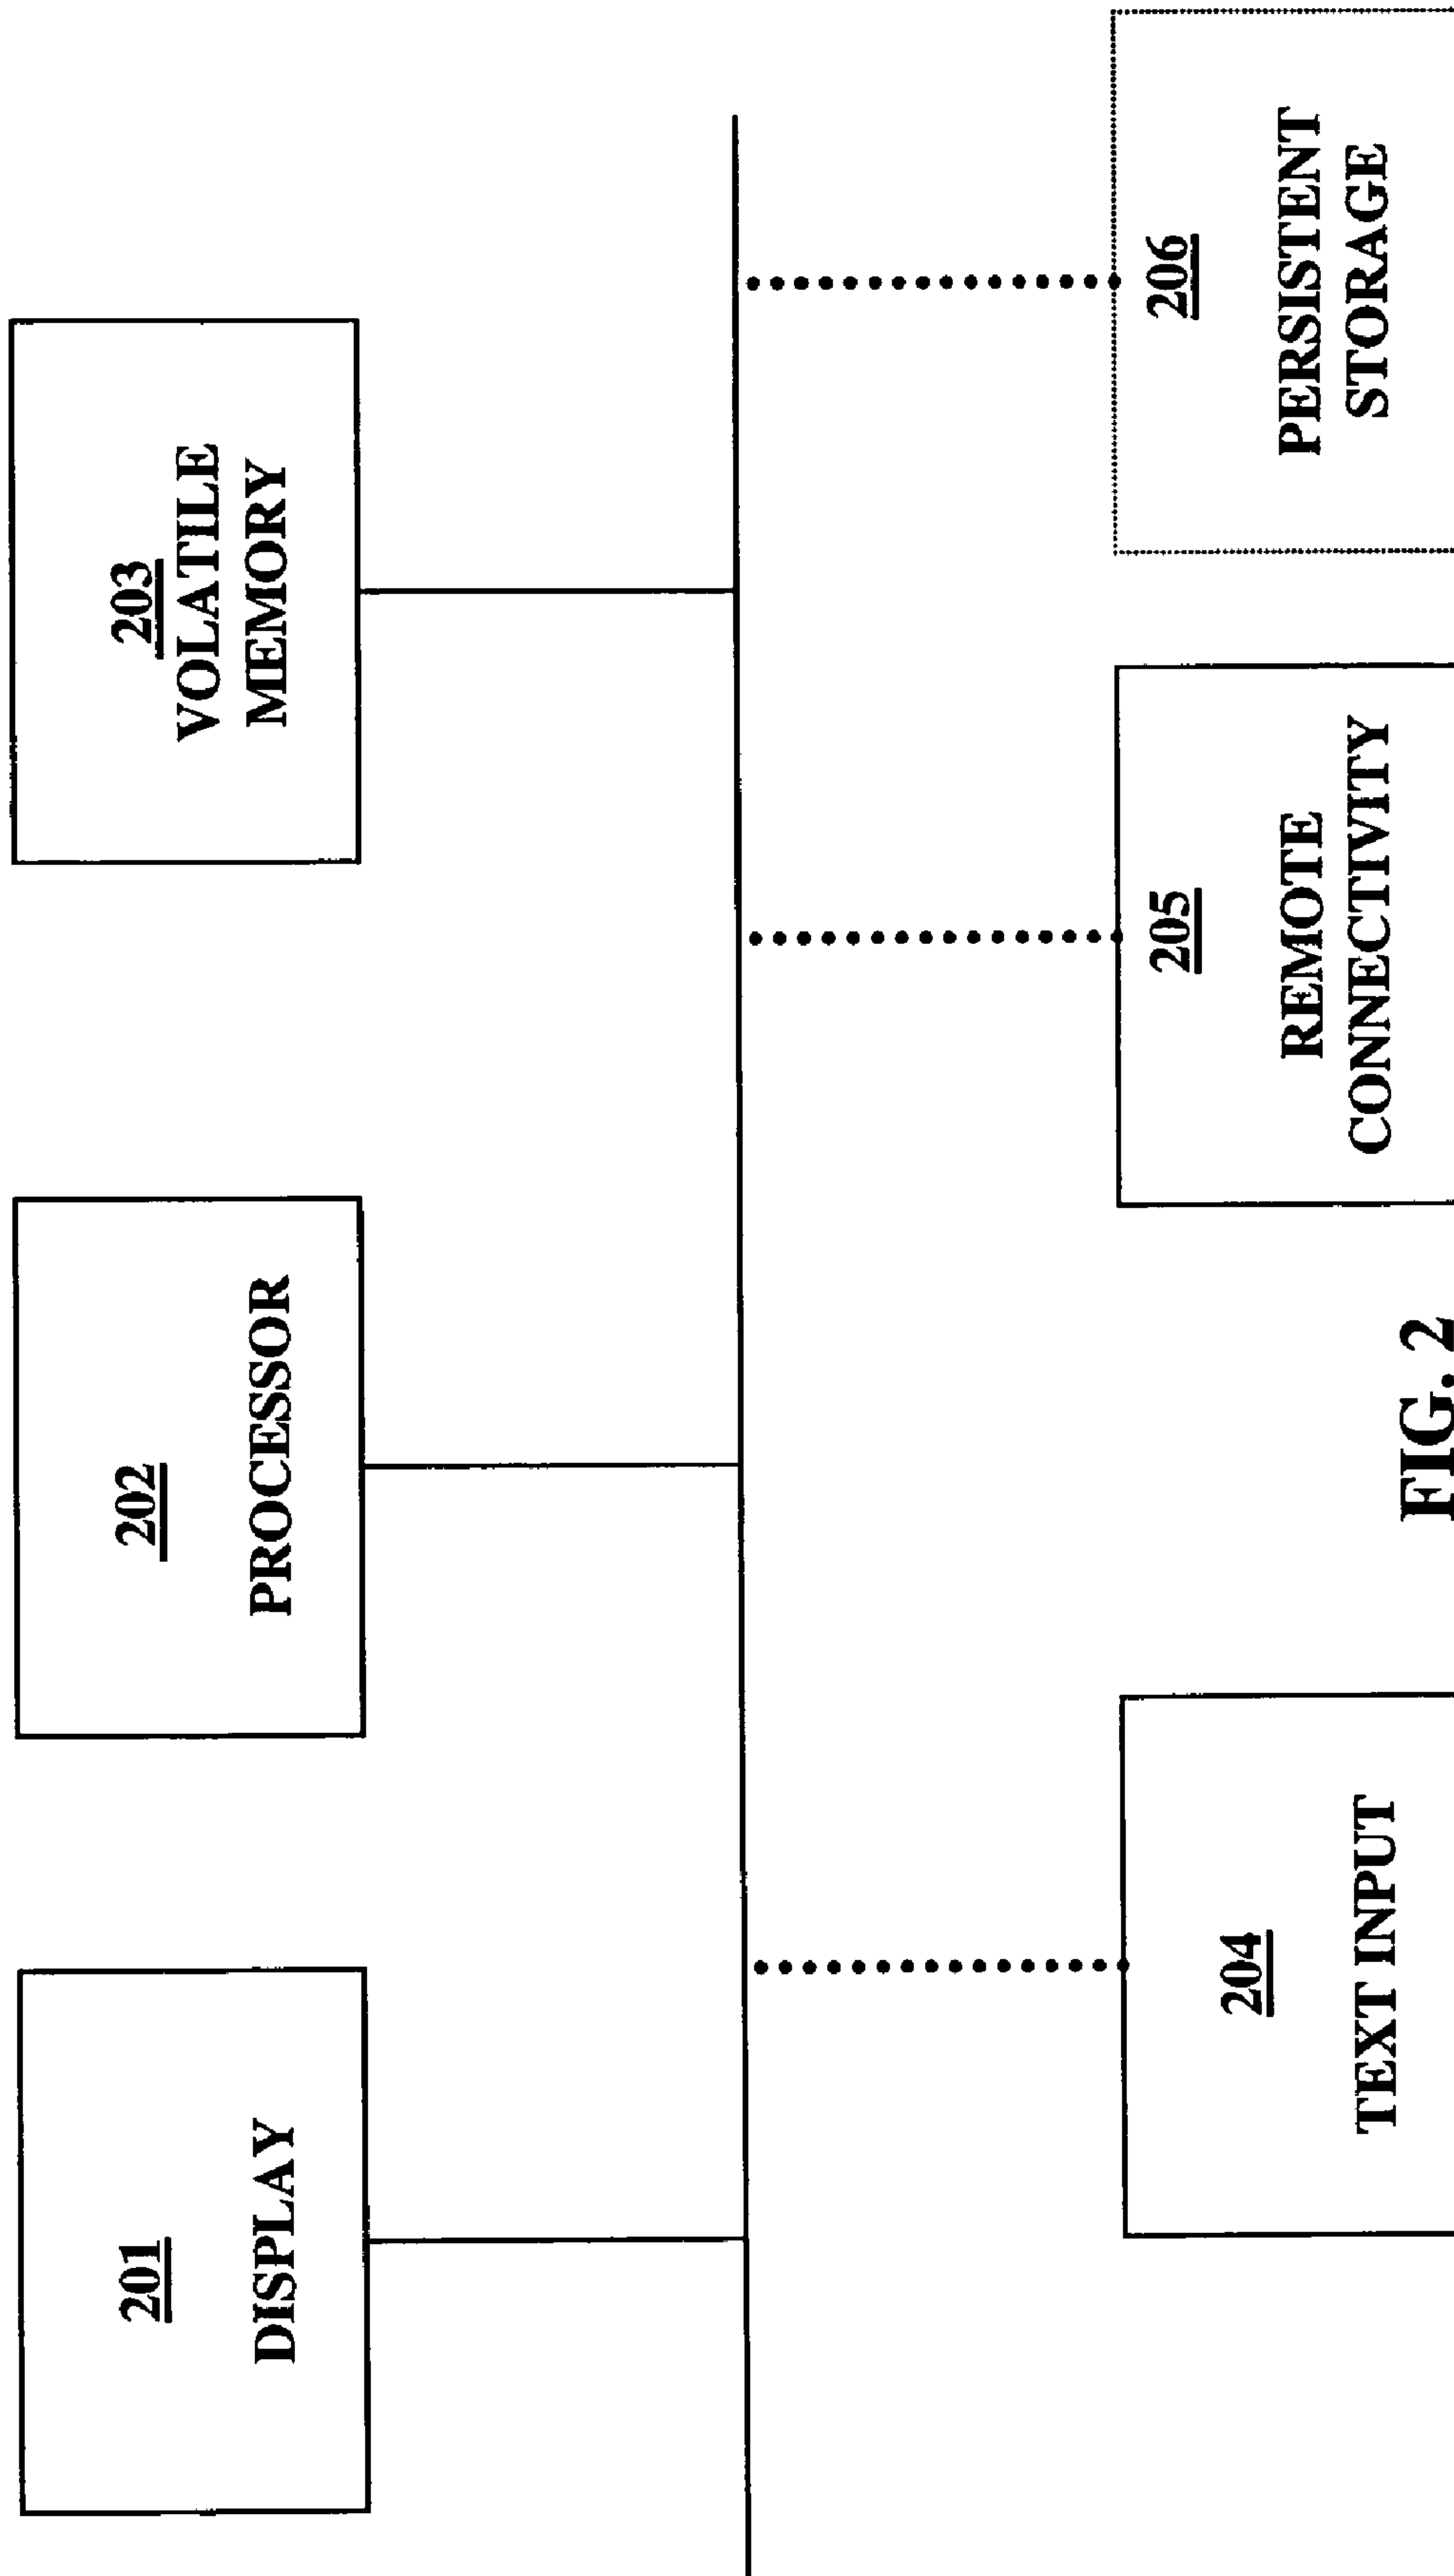 201
DISPLAY
202
PROCESSOR
203
VOLATILE
MEMORY
204
TEXT INPUT
205
REMOTE
CONNECTIVITY
206
PERSISTENT
STORAGE
FIG. 2